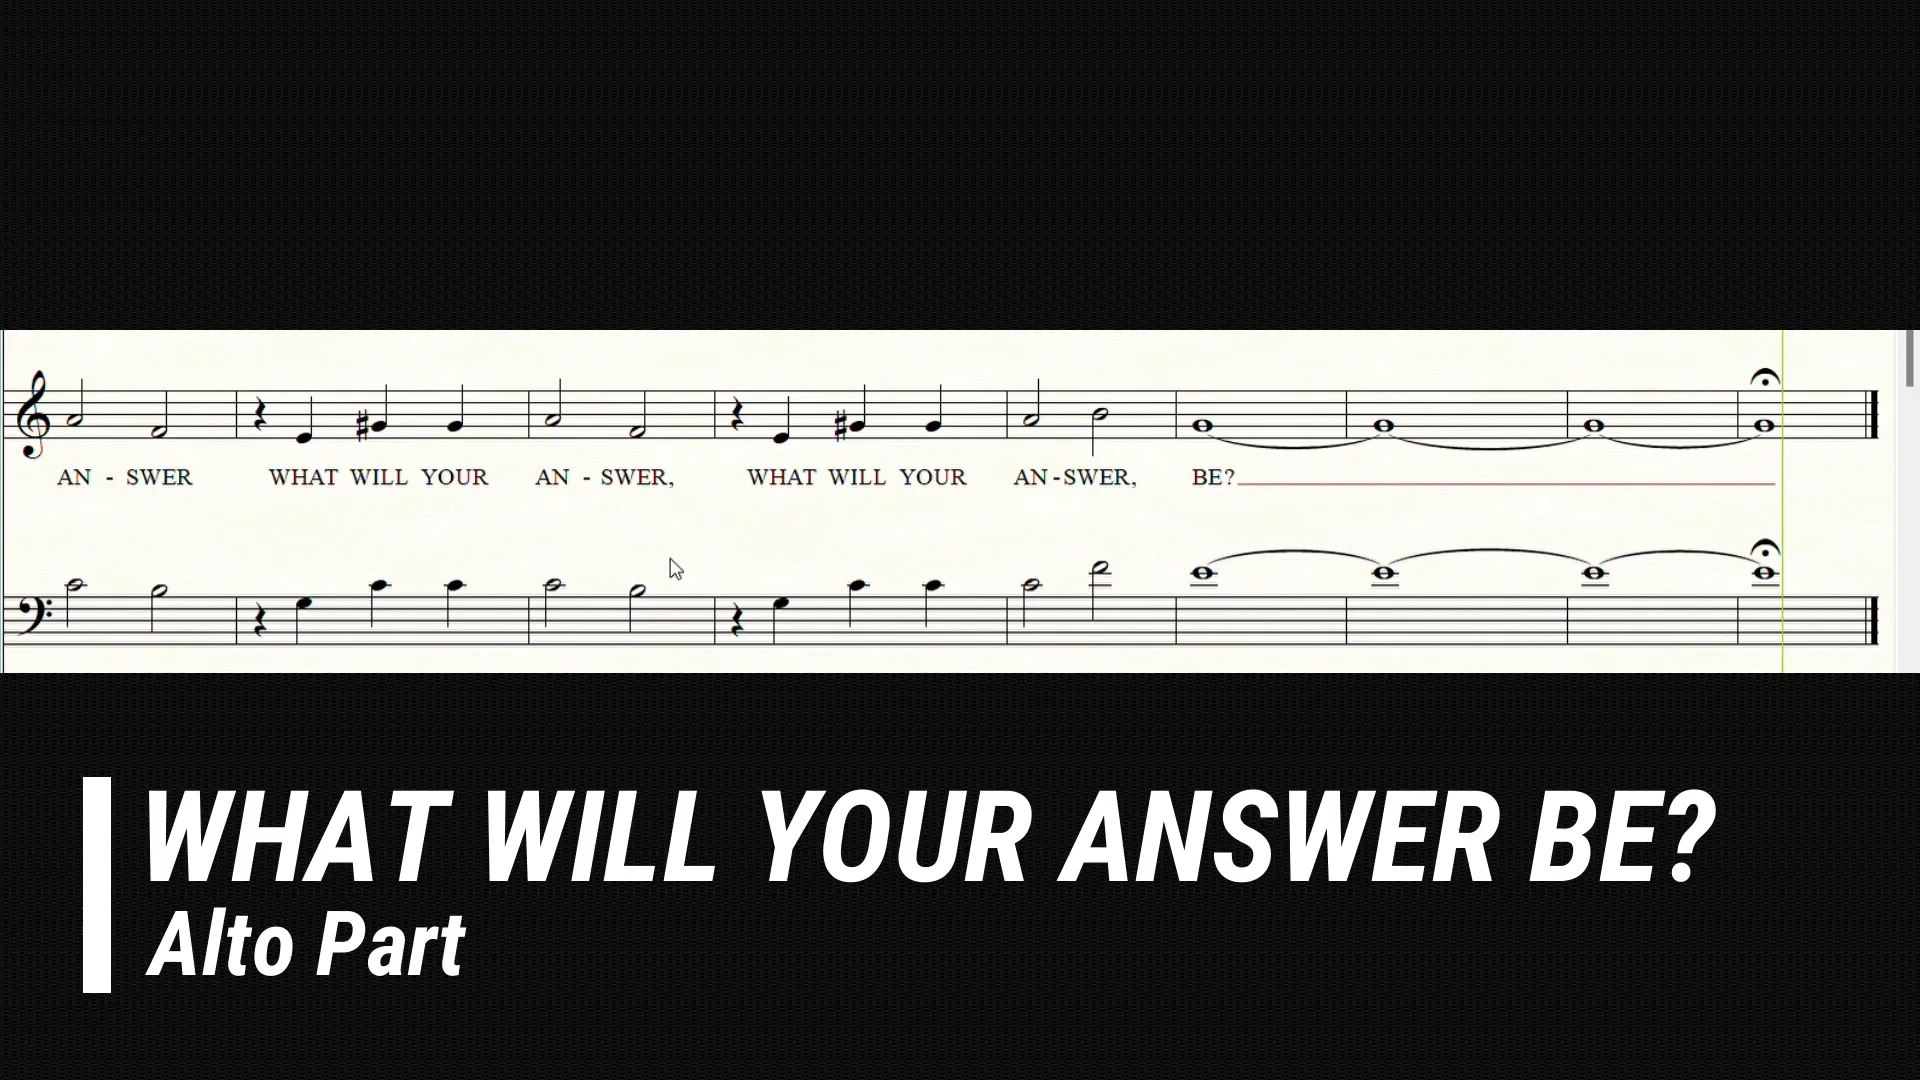 AN - SWER WHAT WILL YOUR AN - SWER, WHAT WILL YOUR AN - SWER, BE?
WHAT WILL YOUR ANSWER BE?
Alto Part